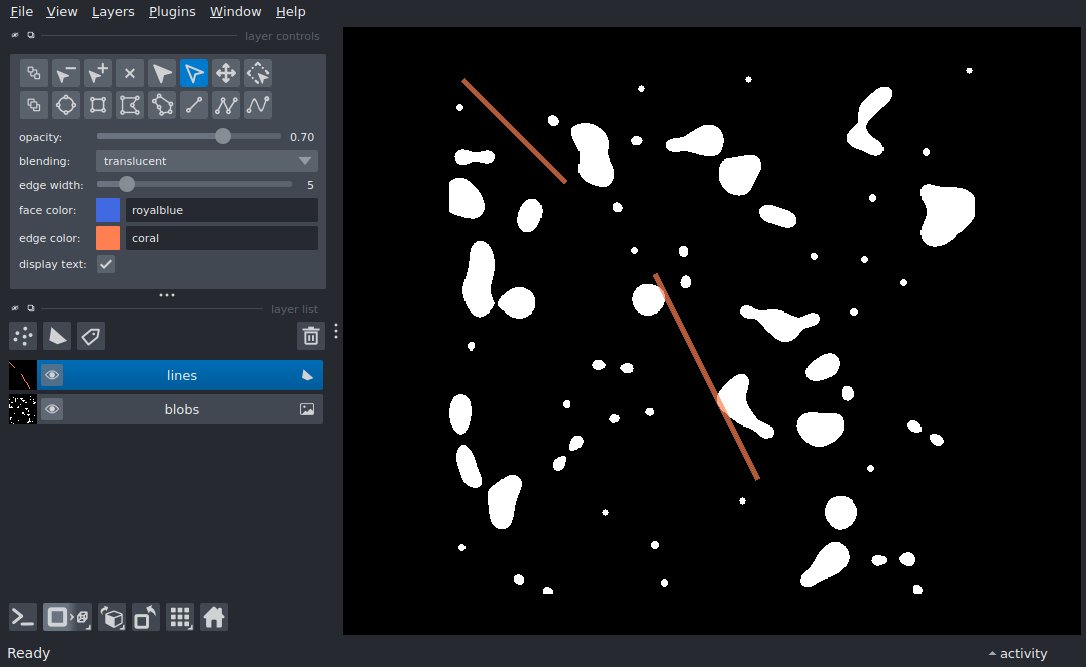 File View Layers Plugins Window Help
layer controls
opacity: 0.70
blending: translucent
edge width: 5
face color: royalblue
edge color: coral
display text:
layer list
lines
blobs
Ready
activity